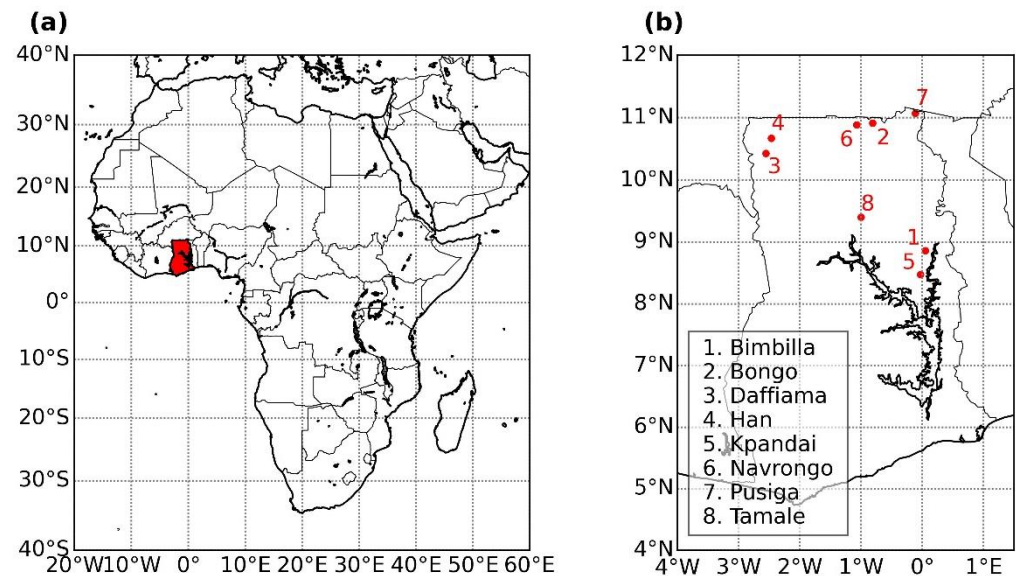 (a)
40°N
30°N
20°N
10°N
0°
10°S
20°S
30°S
40°S
20°W 10°W 0° 10°E 20°E 30°E 40°E 50°E 60°E
(b)
12°N
11°N
10°N
9°N
8°N
7°N
6°N
5°N
4°N
4°W 3°W 2°W 1°W 0° 1°E
7
4
6 2
3
8
1
5
1. Bimbilla
2. Bongo
3. Daffiama
4. Han
5. Kpandai
6. Navrongo
7. Pusiga
8. Tamale